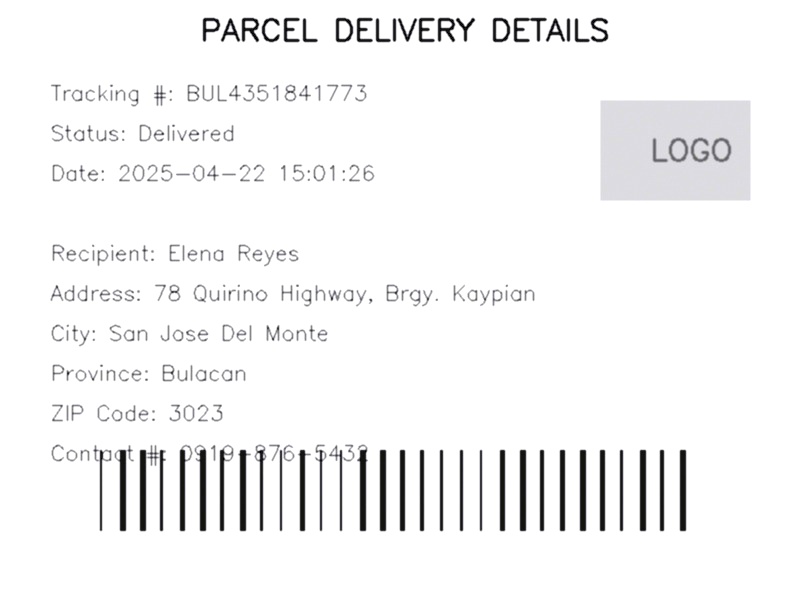 PARCEL DELIVERY DETAILS
Tracking #: BUL4351841773
Status: Delivered
Date: 2025-04-22 15:01:26
LOGO
Recipient: Elena Reyes
Address: 78 Quirino Highway, Brgy. Kaypian
City: San Jose Del Monte
Province: Bulacan
ZIP Code: 3023
Contact #: 0919-876-5432